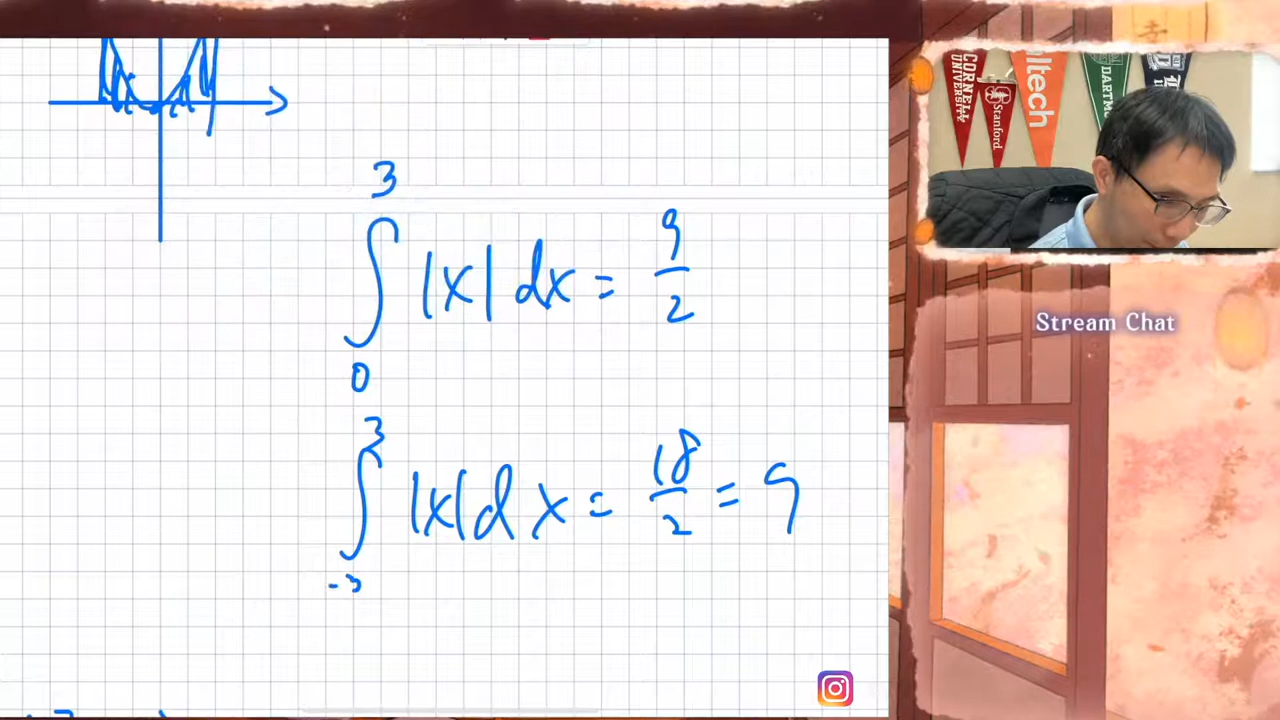 CORNELL UNIVERSITY
Stanford
ltech
DARTM
3
∫ |x| dx = 9/2
0
3
∫ |x| dx = 18/2 = 9
-3
Stream Chat